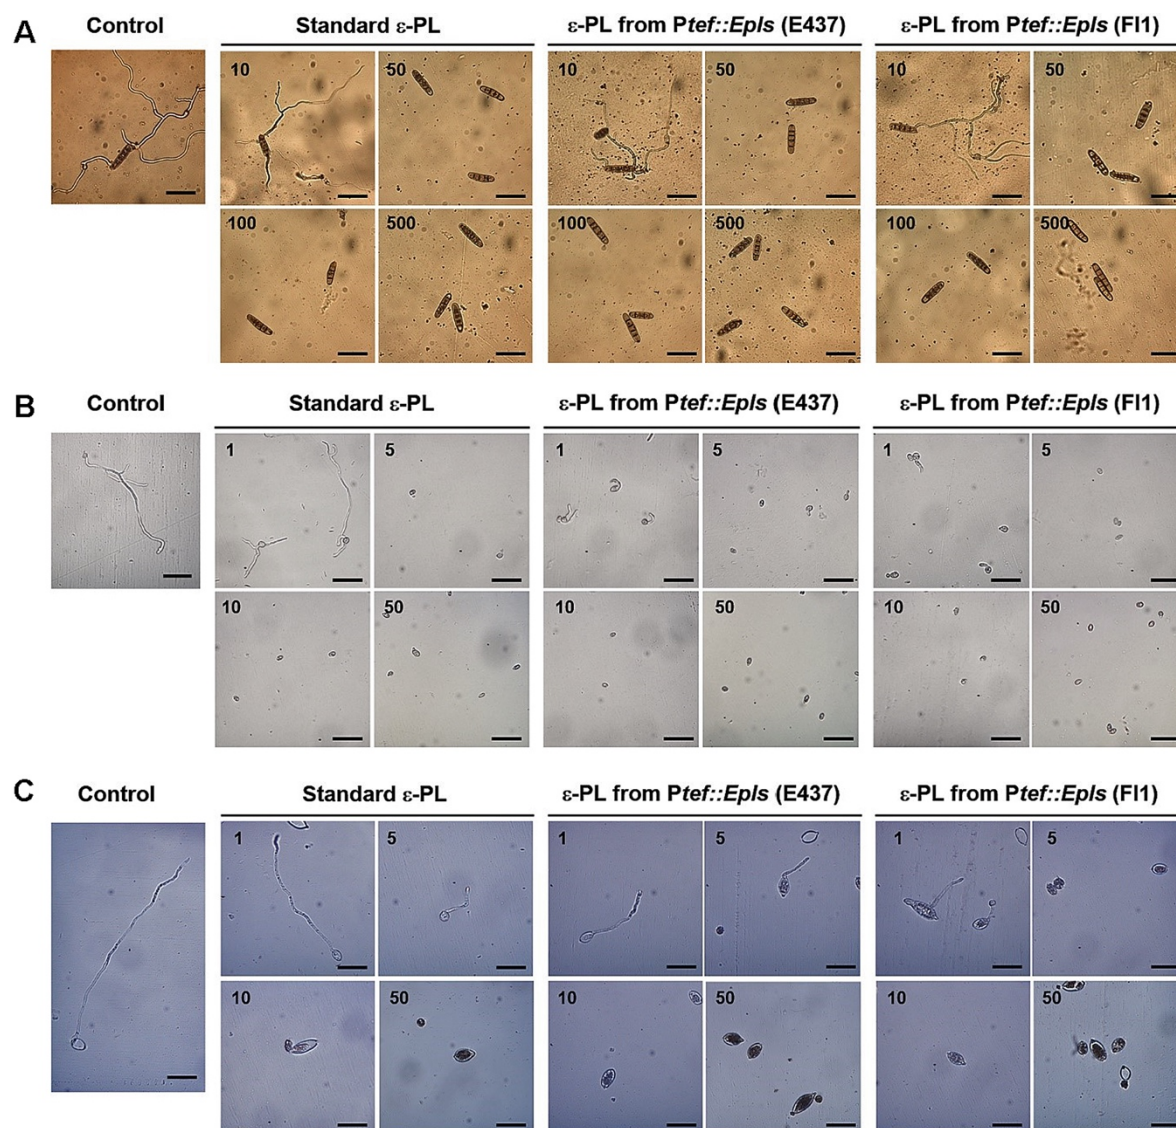 A
Control
Standard ε-PL
ε-PL from Ptef::Epls (E437)
ε-PL from Ptef::Epls (Fl1)
10
50
10
50
10
50
100
500
100
500
100
500
B
Control
Standard ε-PL
ε-PL from Ptef::Epls (E437)
ε-PL from Ptef::Epls (Fl1)
1
5
1
5
1
5
10
50
10
50
10
50
C
Control
Standard ε-PL
ε-PL from Ptef::Epls (E437)
ε-PL from Ptef::Epls (Fl1)
1
5
1
5
1
5
10
50
10
50
10
50